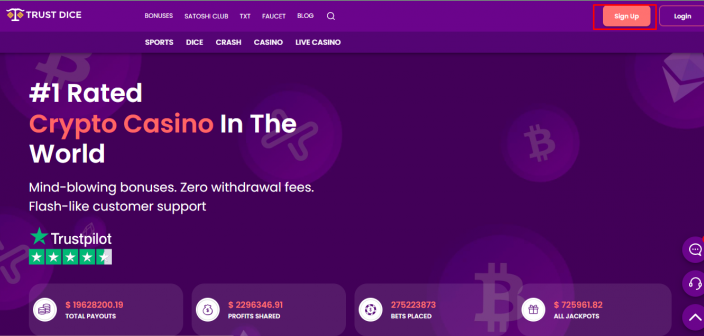 TRUST DICE
BONUSES SATOSHI CLUB TXT FAUCET BLOG
Sign Up
Login
SPORTS DICE CRASH CASINO LIVE CASINO
#1 Rated
Crypto Casino In The
World
Mind-blowing bonuses. Zero withdrawal fees.
Flash-like customer support
Trustpilot
$ 19628200.19
TOTAL PAYOUTS
$ 2296346.91
PROFITS SHARED
275223873
BETS PLACED
$ 725961.82
ALL JACKPOTS